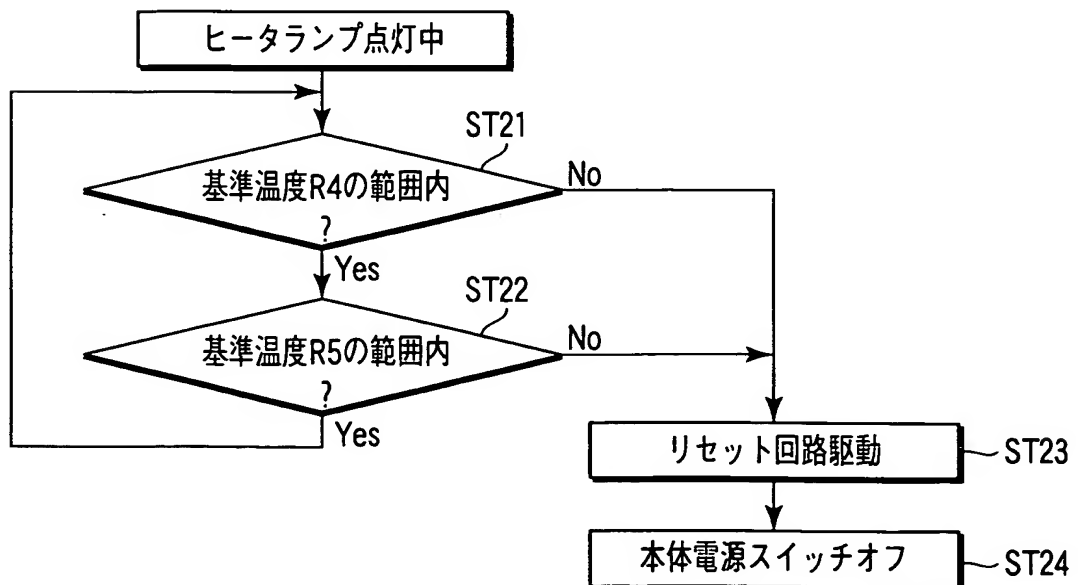 ヒータランプ点灯中
ST21
基準温度R4の範囲内
?
No
Yes
ST22
基準温度R5の範囲内
?
No
Yes
リセット回路駆動
ST23
本体電源スイッチオフ
ST24